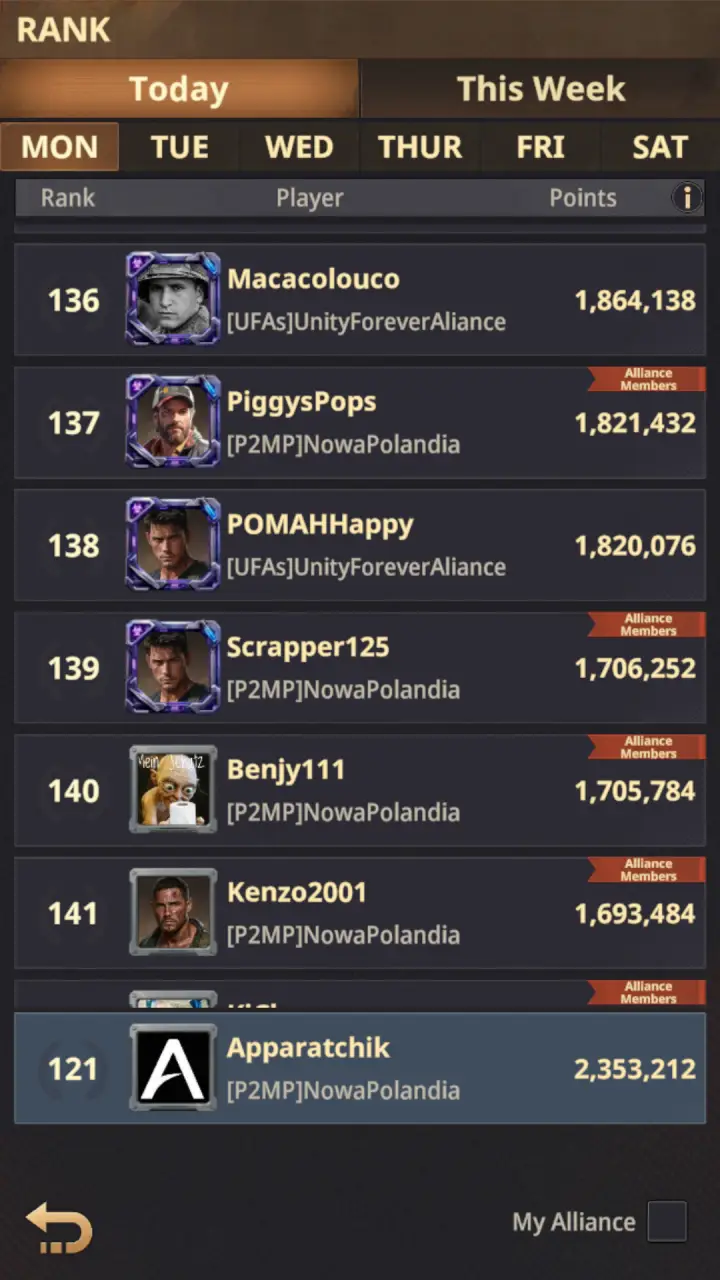 RANK
Today
This Week
MON
TUE
WED
THUR
FRI
SAT
Rank
Player
Points
136
Macacolouco
[UFAs]UnityForeverAliance
1,864,138
Alliance
Members
137
PiggysPops
[P2MP]NowaPolandia
1,821,432
138
POMAHHappy
[UFAs]UnityForeverAliance
1,820,076
Alliance
Members
139
Scrapper125
[P2MP]NowaPolandia
1,706,252
Alliance
Members
140
Mein Schatz
Benjy111
[P2MP]NowaPolandia
1,705,784
Alliance
Members
141
Kenzo2001
[P2MP]NowaPolandia
1,693,484
Alliance
Members
121
Apparatchik
[P2MP]NowaPolandia
2,353,212
My Alliance